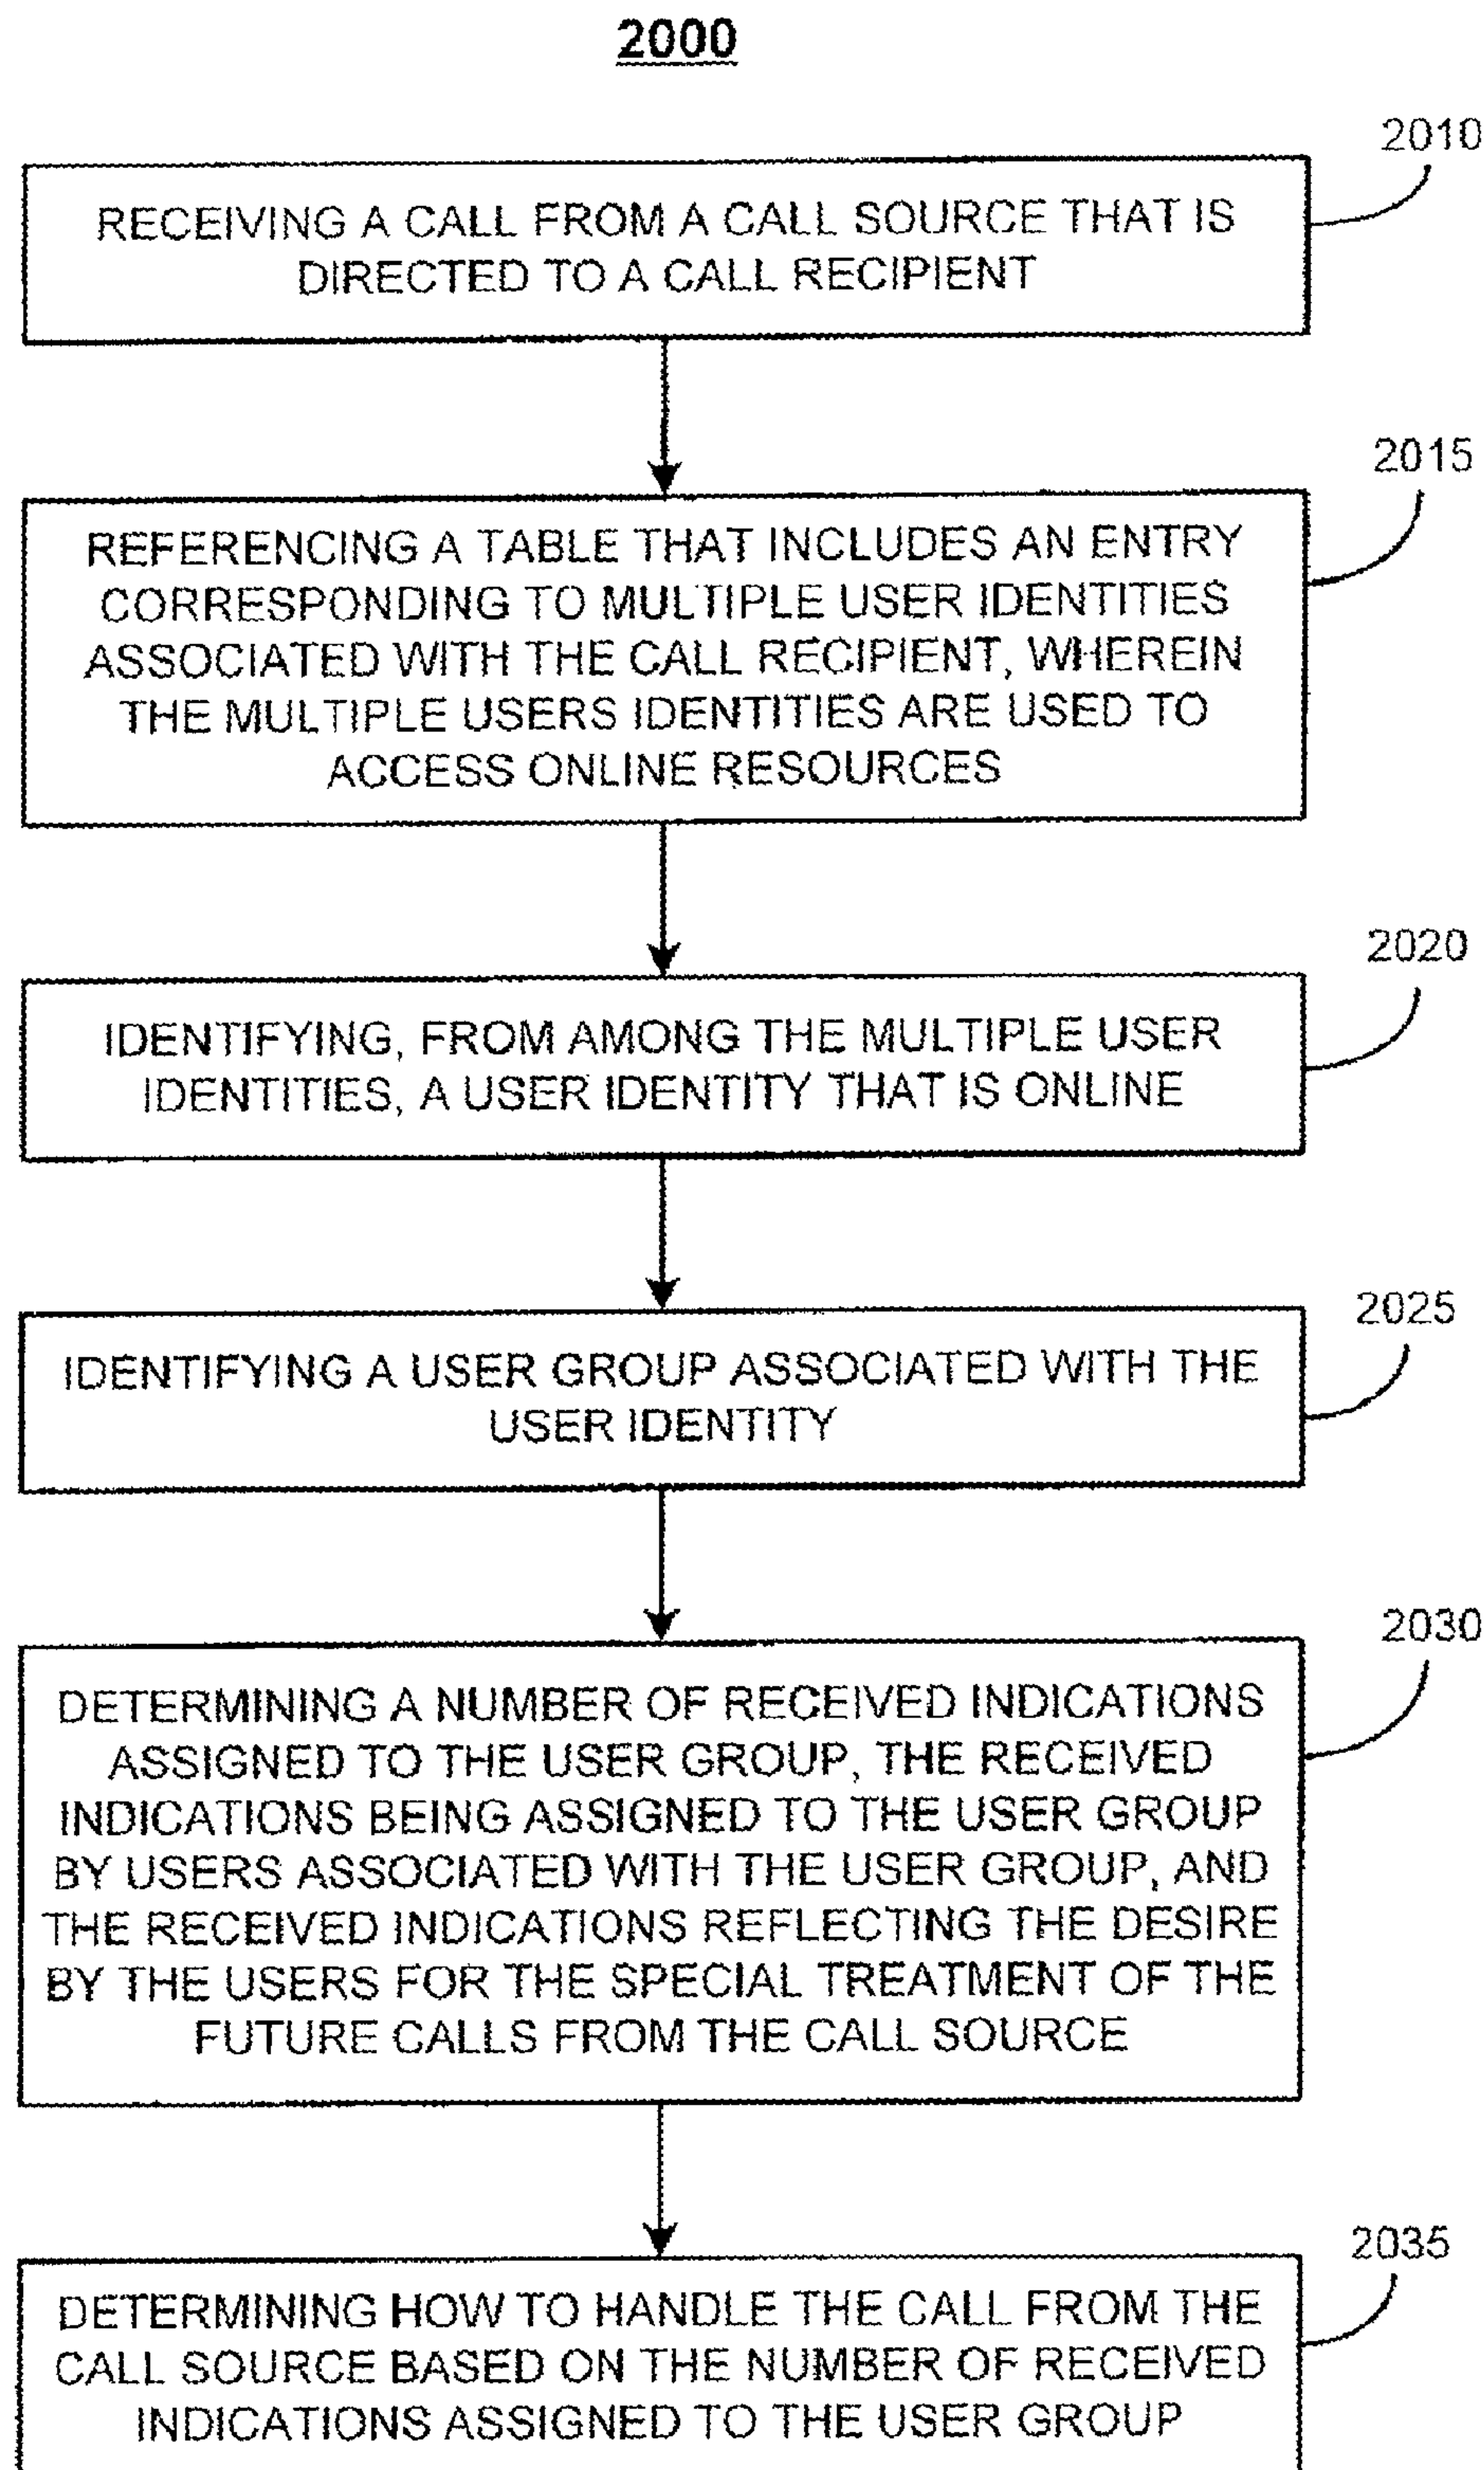 2000
2010
RECEIVING A CALL FROM A CALL SOURCE THAT IS
DIRECTED TO A CALL RECIPIENT
2015
REFERENCING A TABLE THAT INCLUDES AN ENTRY
CORRESPONDING TO MULTIPLE USER IDENTITIES
ASSOCIATED WITH THE CALL RECIPIENT, WHEREIN
THE MULTIPLE USERS IDENTITIES ARE USED TO
ACCESS ONLINE RESOURCES
2020
IDENTIFYING, FROM AMONG THE MULTIPLE USER
IDENTITIES, A USER IDENTITY THAT IS ONLINE
2025
IDENTIFYING A USER GROUP ASSOCIATED WITH THE
USER IDENTITY
2030
DETERMINING A NUMBER OF RECEIVED INDICATIONS
ASSIGNED TO THE USER GROUP, THE RECEIVED
INDICATIONS BEING ASSIGNED TO THE USER GROUP
BY USERS ASSOCIATED WITH THE USER GROUP, AND
THE RECEIVED INDICATIONS REFLECTING THE DESIRE
BY THE USERS FOR THE SPECIAL TREATMENT OF THE
FUTURE CALLS FROM THE CALL SOURCE
2035
DETERMINING HOW TO HANDLE THE CALL FROM THE
CALL SOURCE BASED ON THE NUMBER OF RECEIVED
INDICATIONS ASSIGNED TO THE USER GROUP